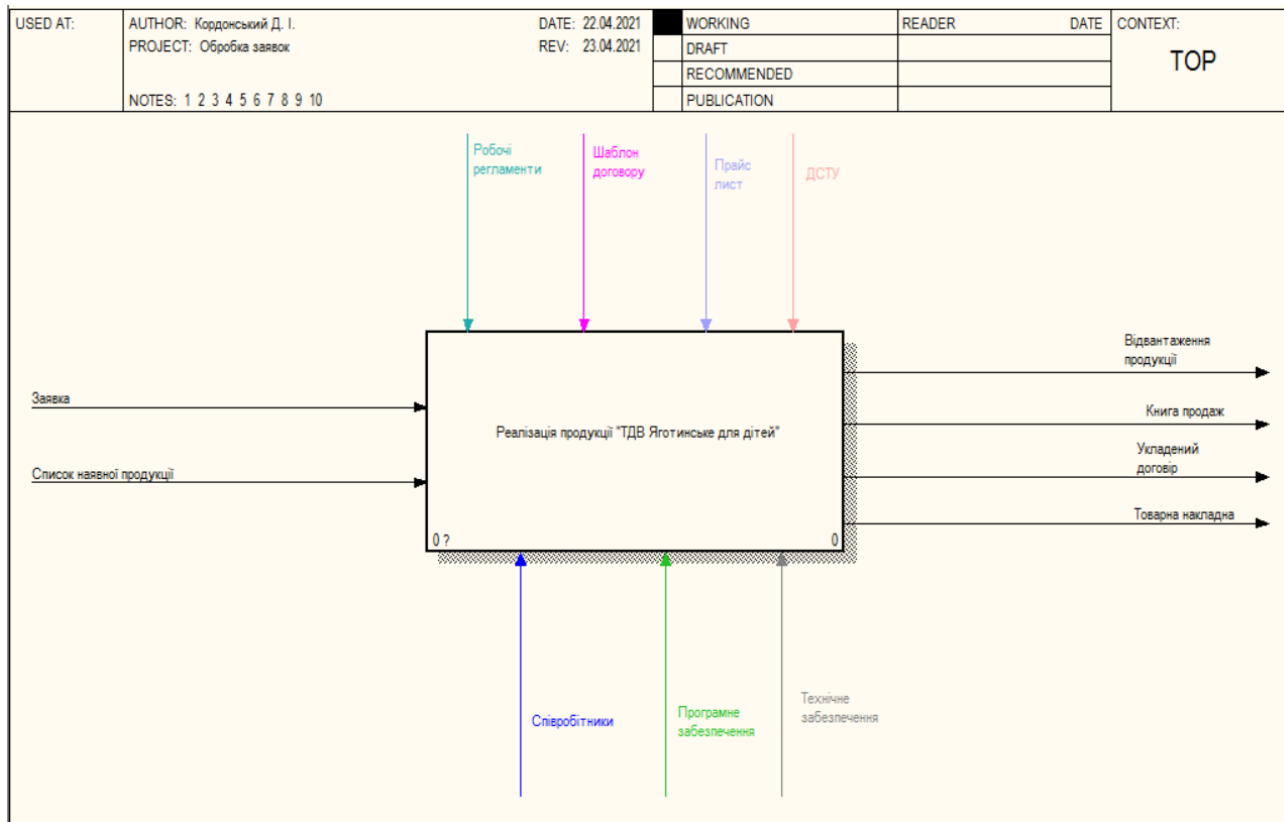 USED AT:
AUTHOR: Кордонський Д. І.
DATE: 22.04.2021
WORKING
READER
DATE
CONTEXT:
PROJECT: Обробка заявок
REV: 23.04.2021
DRAFT
TOP
RECOMMENDED
NOTES: 1 2 3 4 5 6 7 8 9 10
PUBLICATION
Робочі
регламенти
Шаблон
договору
Прайс
лист
ДСТУ
Заявка
Список наявної продукції
Реалізація продукції "ТДВ Яготинське для дітей"
0 ?
0
Відвантаження
продукції
Книга продаж
Укладений
договір
Товарна накладна
Співробітники
Програмне
забезпечення
Технічне
забезпечення